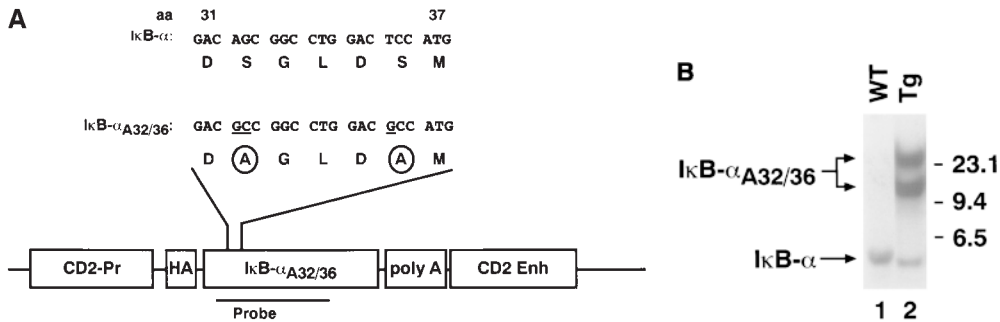 A
aa 31 37
IκB-α: GAC AGC GGC CTG GAC TCC ATG
D S G L D S M
IκB-αA32/36: GAC GCC GGC CTG GAC GCC ATG
D A G L D A M
CD2-Pr HA IκB-αA32/36 poly A CD2 Enh
Probe
B
WT Tg
IκB-αA32/36
- 23.1
- 9.4
- 6.5
IκB-α
1 2